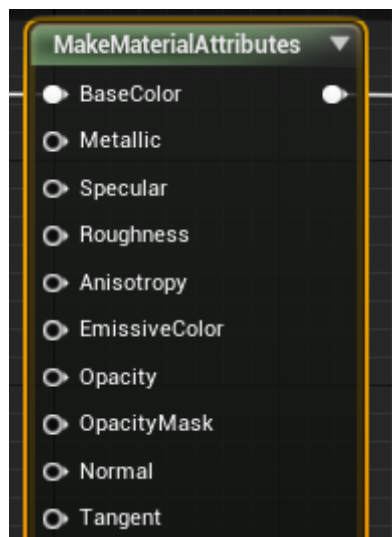 MakeMaterialAttributes
BaseColor
Metallic
Specular
Roughness
Anisotropy
EmissiveColor
Opacity
OpacityMask
Normal
Tangent